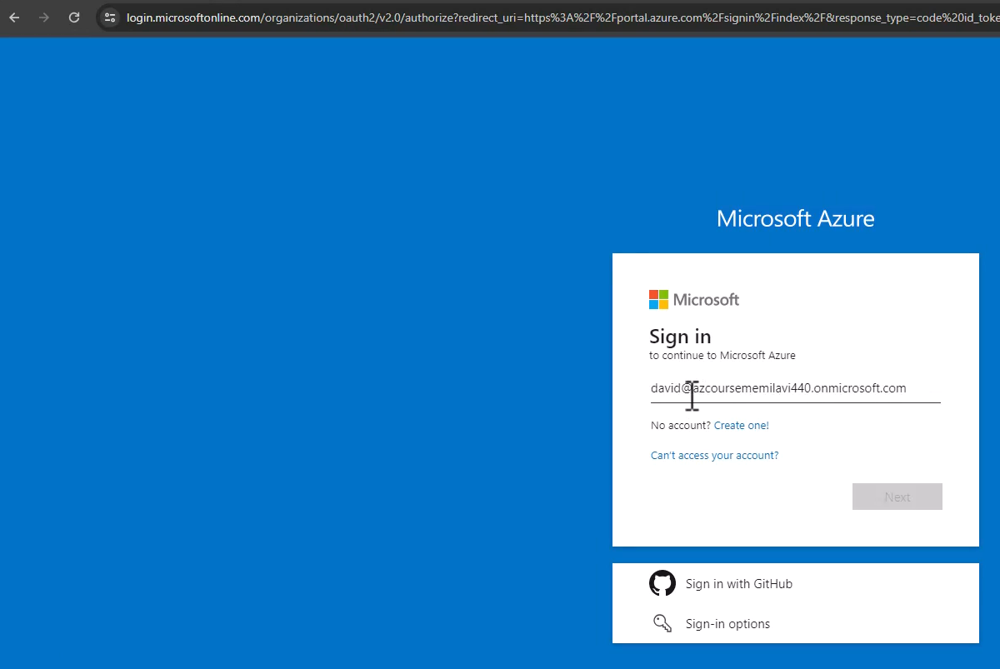 login.microsoftonline.com/organizations/oauth2/v2.0/authorize?redirect_uri=https%3A%2F%2Fportal.azure.com%2Fsignin%2Findex%2F&response_type=code%20id_toke
Microsoft Azure
Microsoft
Sign in
to continue to Microsoft Azure
david@azcoursememilavi440.onmicrosoft.com
No account? Create one!
Can't access your account?
Next
Sign in with GitHub
Sign-in options